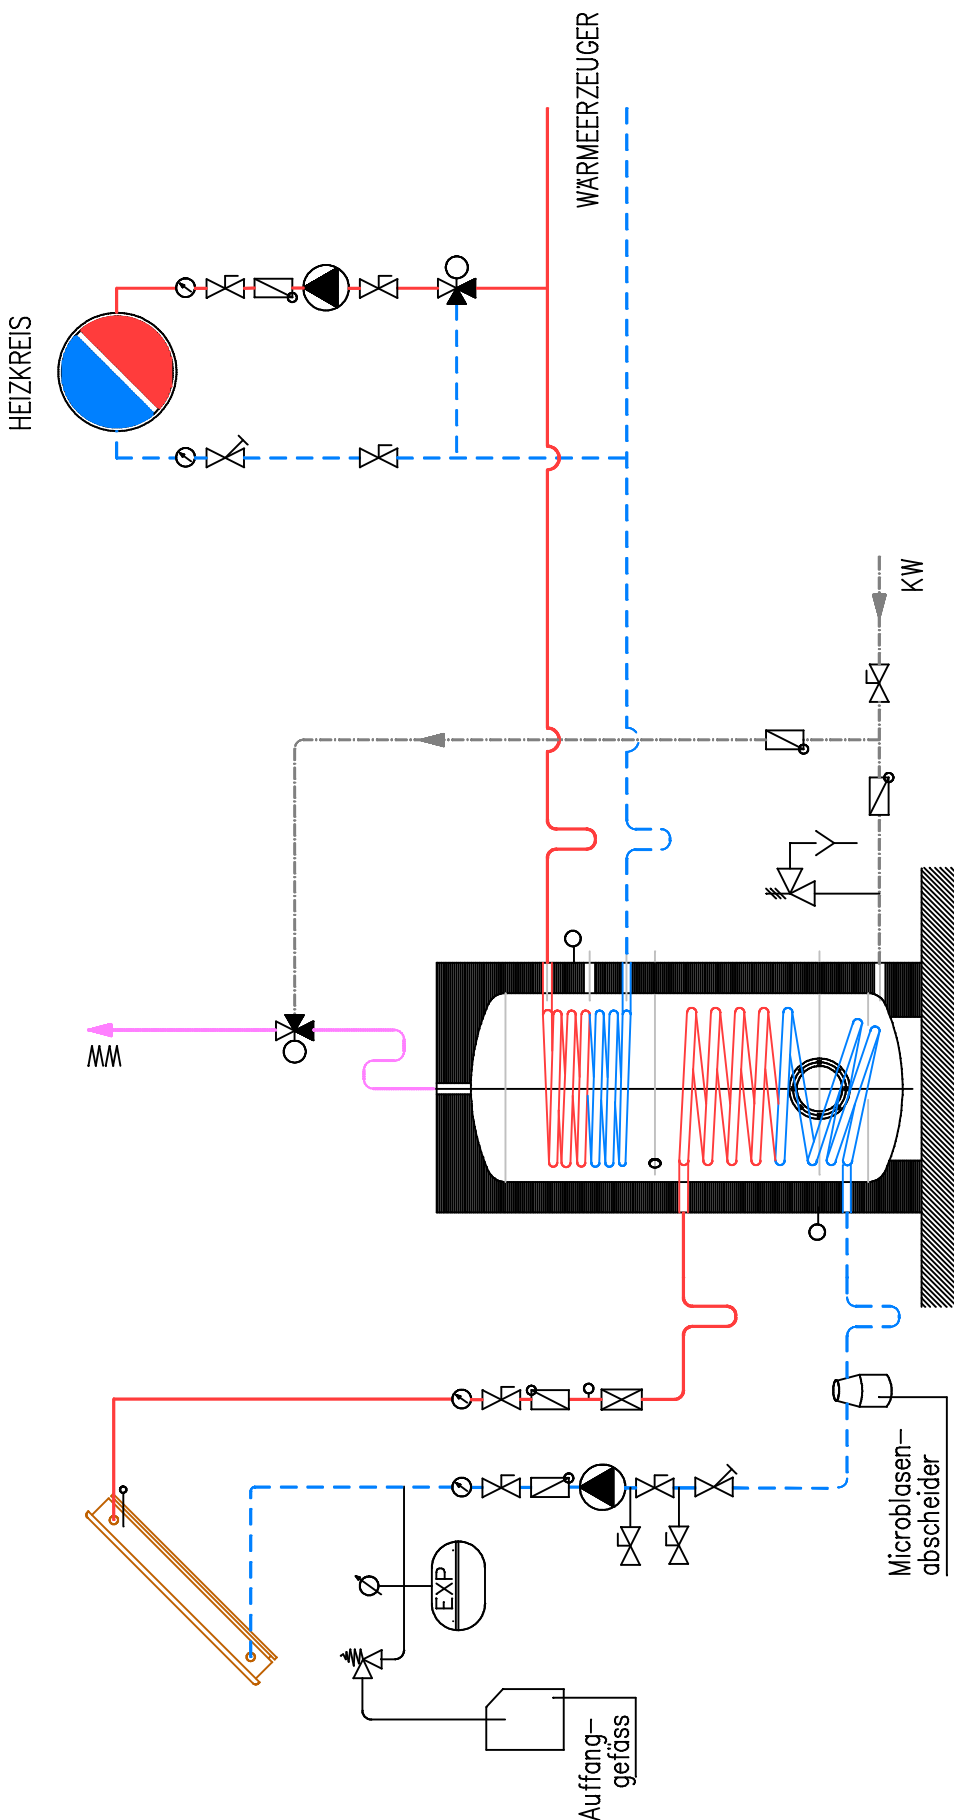 HEIZKREIS
WW
EXP
Auffang-
gefäss
WÄRMEERZEUGER
Microblasen-
abscheider
KW